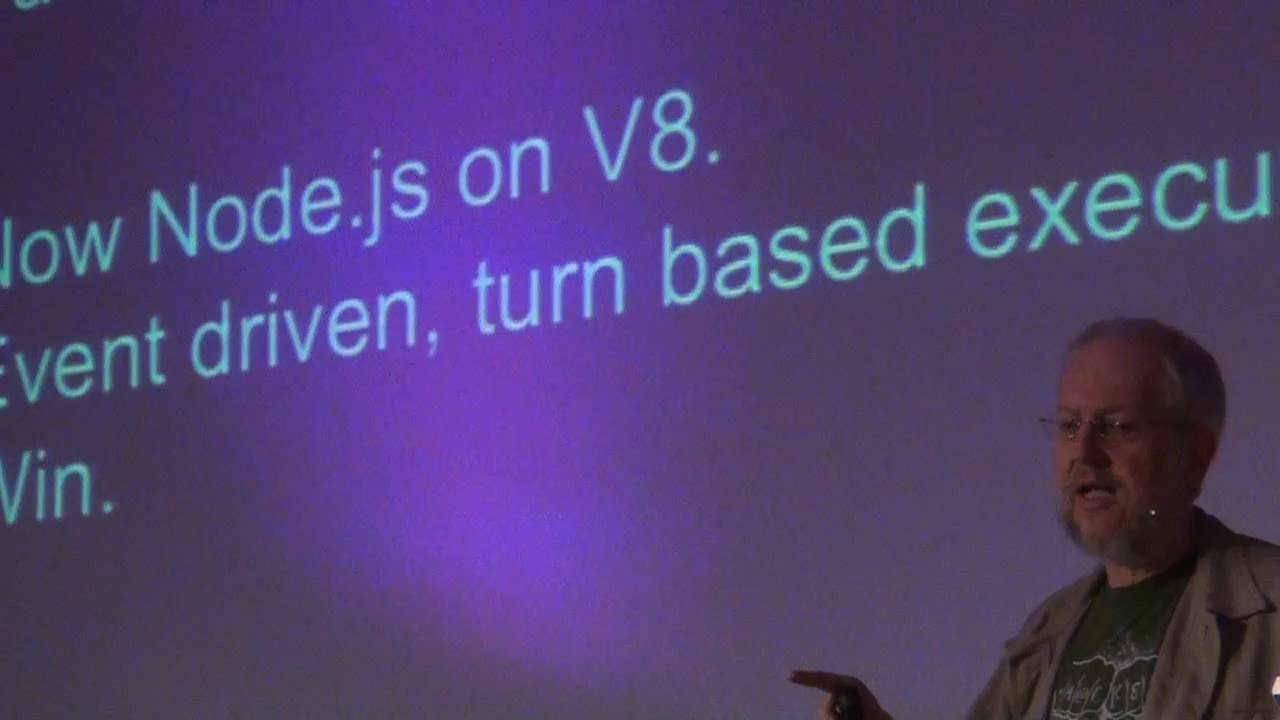 Now Node.js on V8.
Event driven, turn based execu
Win.